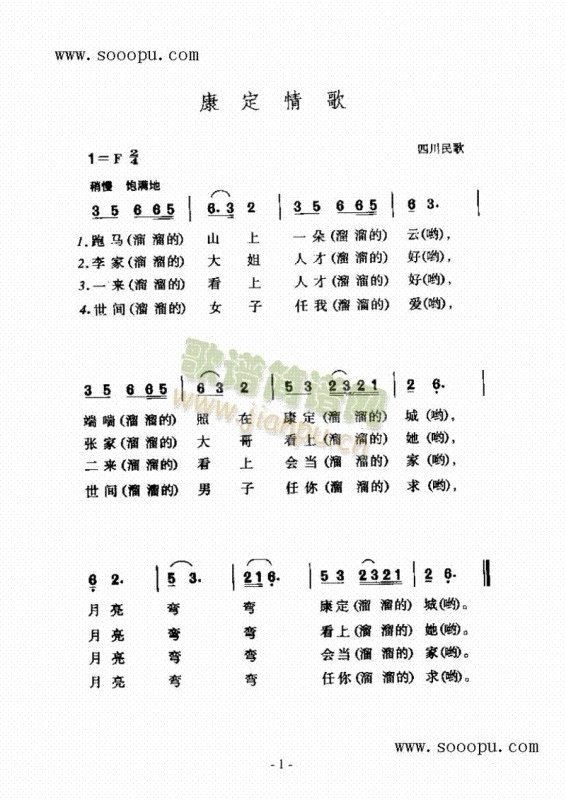 www.sooopu.com
康定情歌
四川民歌
1=F 2/4
稍慢 饱满地
3 5 6 6 5 | 6. 3 2 | 3 5 6 6 5 | 6 3. |
1.跑马(溜 溜的) 山 上 一朵(溜溜的) 云(哟),
2.李家(溜 溜的) 大 姐 人才(溜溜的) 好(哟),
3.一来(溜 溜的) 看 上 人才(溜溜的) 好(哟),
4.世间(溜 溜的) 女 子 任我(溜溜的) 爱(哟),
歌谱简谱网
www.jianpu.cn
3 5 6 6 5 | 6 3 2 | 5 3 2 3 2 1 | 2 6. |
端喘(溜溜的) 照 在 康定(溜 溜的) 城(哟),
张家(溜溜的) 大 哥 看上(溜 溜的) 她(哟),
二来(溜溜的) 看 上 会当(溜 溜的) 家(哟),
世间(溜溜的) 男 子 任你(溜 溜的) 求(哟),
6 2. | 5 3. | 2 1 6. | 5 3 2 3 2 1 | 2 6. ‖
月亮 弯 弯 康定(溜 溜的) 城(哟)。
月亮 弯 弯 看上(溜 溜的) 她(哟)。
月亮 弯 弯 会当(溜 溜的) 家(哟)。
月亮 弯 弯 任你(溜 溜的) 求(哟)。
www.sooopu.com
- 1 -